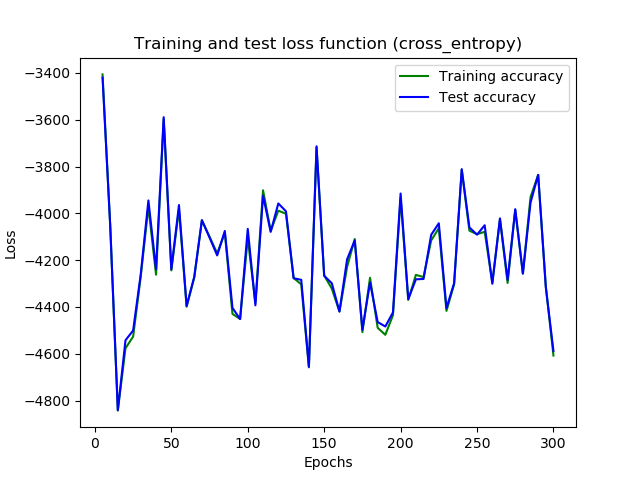 Training and test loss function (cross_entropy)
Training accuracy
Test accuracy
−3400
−3600
−3800
−4000
−4200
−4400
−4600
−4800
Loss
0 50 100 150 200 250 300
Epochs